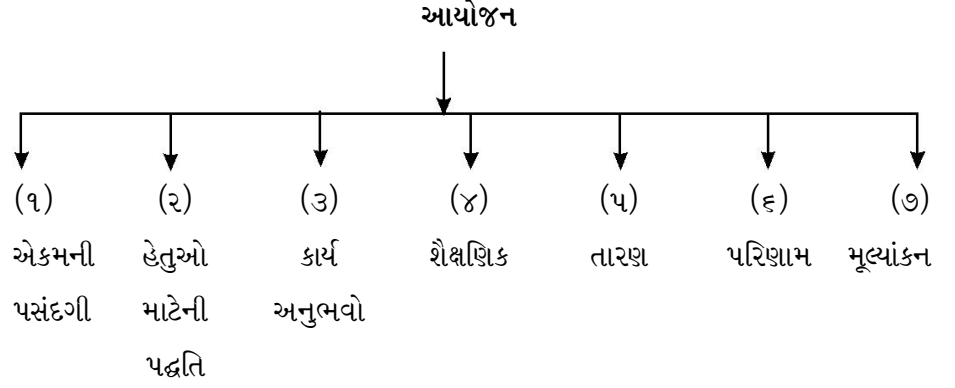 આયોજન
(૧) (૨) (૩) (૪) (૫) (૬) (૭)
એકમની હેતુઓ કાર્ય શૈક્ષણિક તારણ પરિણામ મૂલ્યાંકન
પસંદગી માટેની અનુભવો
પદ્ધતિ